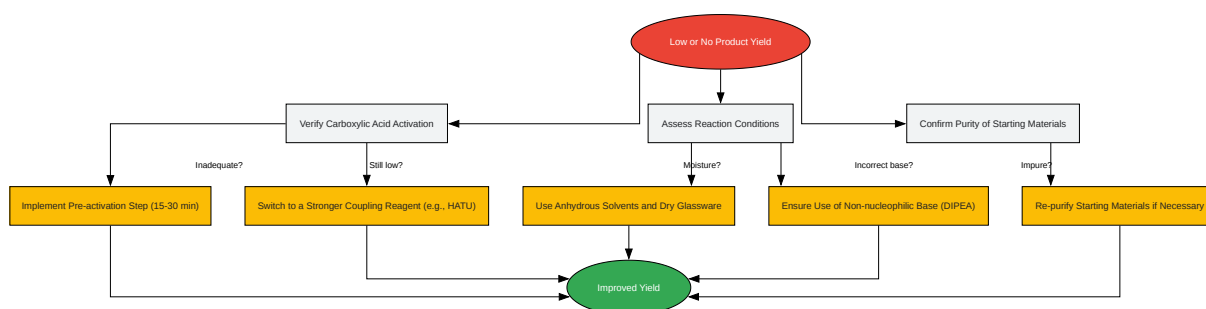 Low or No Product Yield
Verify Carboxylic Acid Activation
Assess Reaction Conditions
Confirm Purity of Starting Materials
Inadequate?
Still low?
Moisture?
Incorrect base?
Impure?
Implement Pre-activation Step (15-30 min)
Switch to a Stronger Coupling Reagent (e.g., HATU)
Use Anhydrous Solvents and Dry Glassware
Ensure Use of Non-nucleophilic Base (DIPEA)
Re-purify Starting Materials if Necessary
Improved Yield